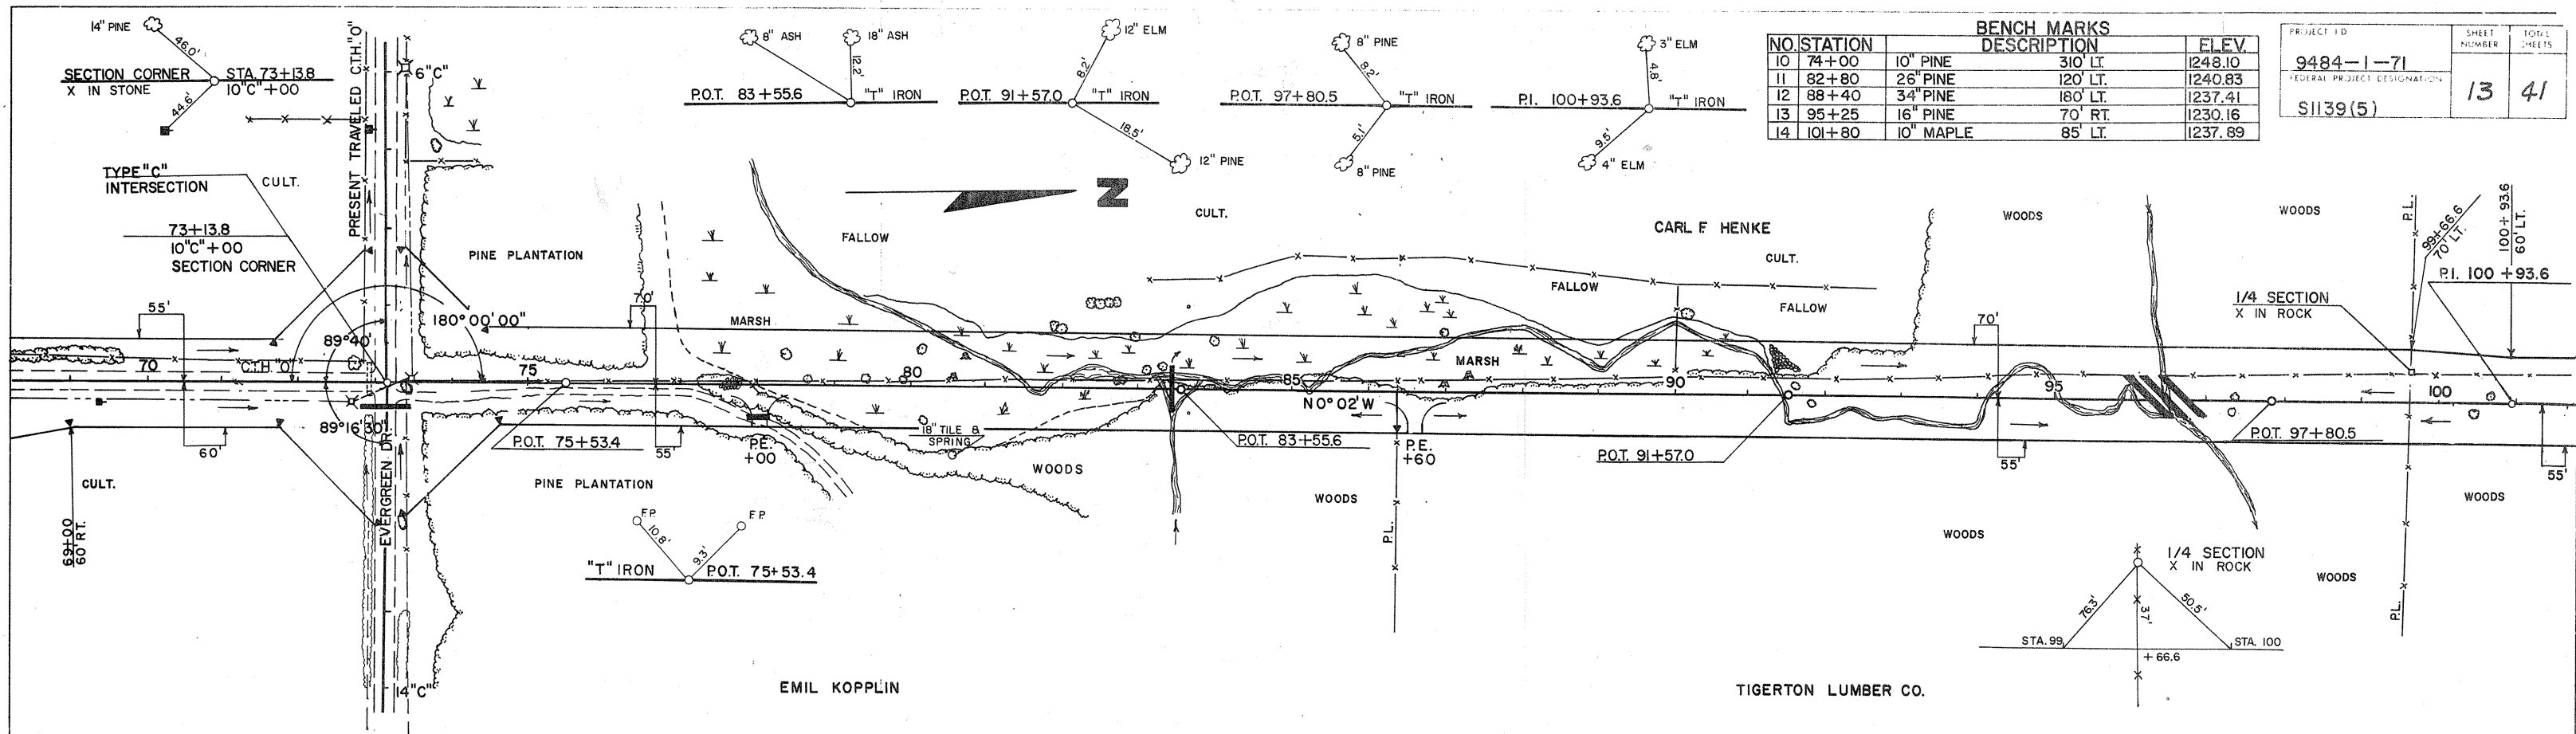 14" PINE
46.0'
SECTION CORNER STA. 73+13.8
X IN STONE 10"C"+00
44.6'
TYPE "C"
INTERSECTION
CULT.
73+13.8
10"C"+00
SECTION CORNER
PRESENT TRAVELED C.T.H. "O"
6"C"
8" ASH
18" ASH
12.2'
P.O.T. 83+55.6 "T" IRON
12" ELM
8.2'
P.O.T. 91+57.0 "T" IRON
18.5'
12" PINE
8" PINE
8.2'
P.O.T. 97+80.5 "T" IRON
5.1'
8" PINE
3" ELM
4.8'
P.I. 100+93.6 "T" IRON
9.5'
4" ELM
BENCH MARKS
NO. STATION DESCRIPTION ELEV.
10 74+00 10" PINE 310' LT. 1248.10
11 82+80 26" PINE 120' LT. 1240.83
12 88+40 34" PINE 180' LT. 1237.41
13 95+25 16" PINE 70' RT. 1230.16
14 101+80 10" MAPLE 85' LT. 1237.89
PROJECT I D
9484-1-71
FEDERAL PROJECT DESIGNATION
S1139(5)
SHEET NUMBER
13
TOTAL SHEETS
41
N
PINE PLANTATION
FALLOW
CULT.
CARL F. HENKE
CULT.
WOODS
WOODS
P.L.
99+66.6
70' LT.
100+93.6
60' LT.
P.I. 100+93.6
FALLOW
FALLOW
1/4 SECTION
X IN ROCK
55'
180°00'00"
70'
MARSH
70'
89°40'
MARSH
70
C.T.H. "O"
75
80
85
90
95
100
N 0° 02' W
89°16'30"
60'
EVERGREEN DR.
P.O.T. 75+53.4
55'
P.E.
+00
18" TILE &
SPRING
P.O.T. 83+55.6
P.E.
+60
P.O.T. 91+57.0
55'
P.O.T. 97+80.5
55'
CULT.
69+00
60' RT.
PINE PLANTATION
WOODS
WOODS
WOODS
WOODS
P.L.
F.P.
F.P.
10.8'
9.3'
"T" IRON P.O.T. 75+53.4
1/4 SECTION
X IN ROCK
WOODS
76.3'
37'
50.5'
STA. 99
STA. 100
+66.6
P.L.
14"C"
EMIL KOPPLIN
TIGERTON LUMBER CO.